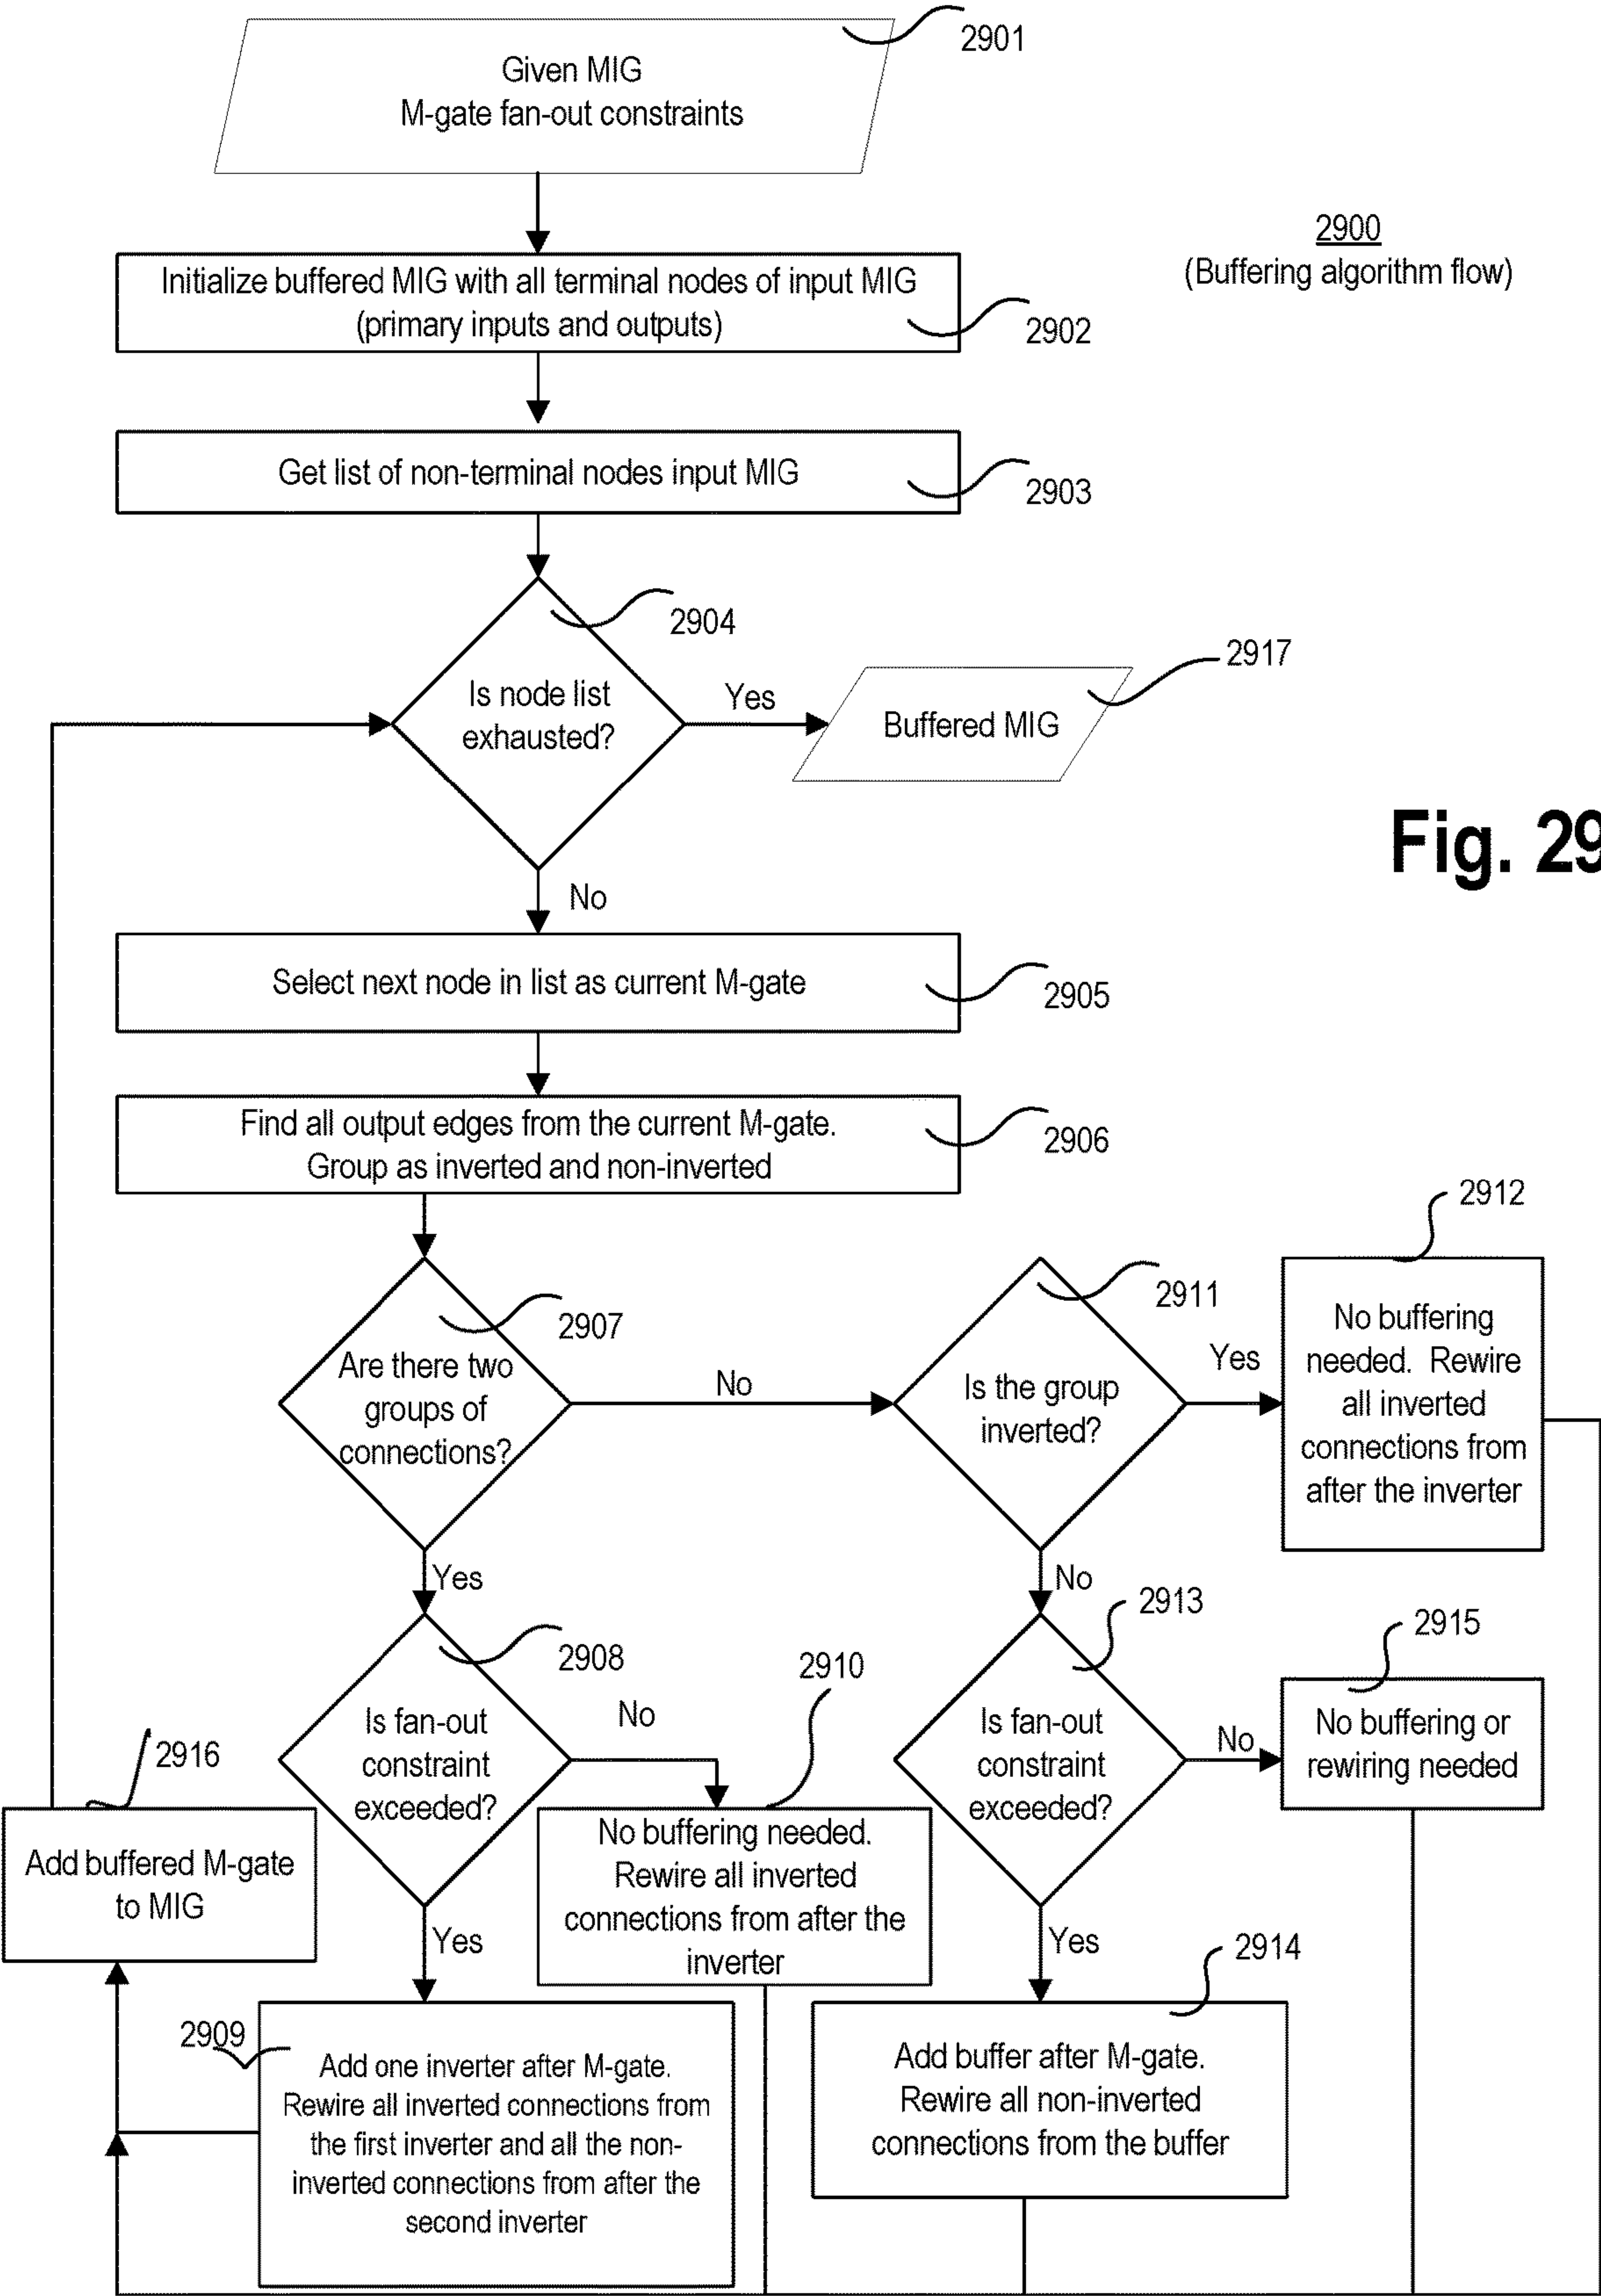 2901
Given MIG
M-gate fan-out constraints
2900
(Buffering algorithm flow)
Initialize buffered MIG with all terminal nodes of input MIG
(primary inputs and outputs)
2902
Get list of non-terminal nodes input MIG
2903
2904
Is node list
exhausted?
Yes
2917
Buffered MIG
Fig. 29
No
Select next node in list as current M-gate
2905
Find all output edges from the current M-gate.
Group as inverted and non-inverted
2906
2907
Are there two
groups of
connections?
No
2911
Is the group
inverted?
Yes
2912
No buffering
needed. Rewire
all inverted
connections from
after the inverter
Yes
No
2908
Is fan-out
constraint
exceeded?
No
2910
No buffering needed.
Rewire all inverted
connections from after the
inverter
2913
Is fan-out
constraint
exceeded?
No
2915
No buffering or
rewiring needed
2916
Add buffered M-gate
to MIG
Yes
2909
Add one inverter after M-gate.
Rewire all inverted connections from
the first inverter and all the non-
inverted connections from after the
second inverter
Yes
2914
Add buffer after M-gate.
Rewire all non-inverted
connections from the buffer